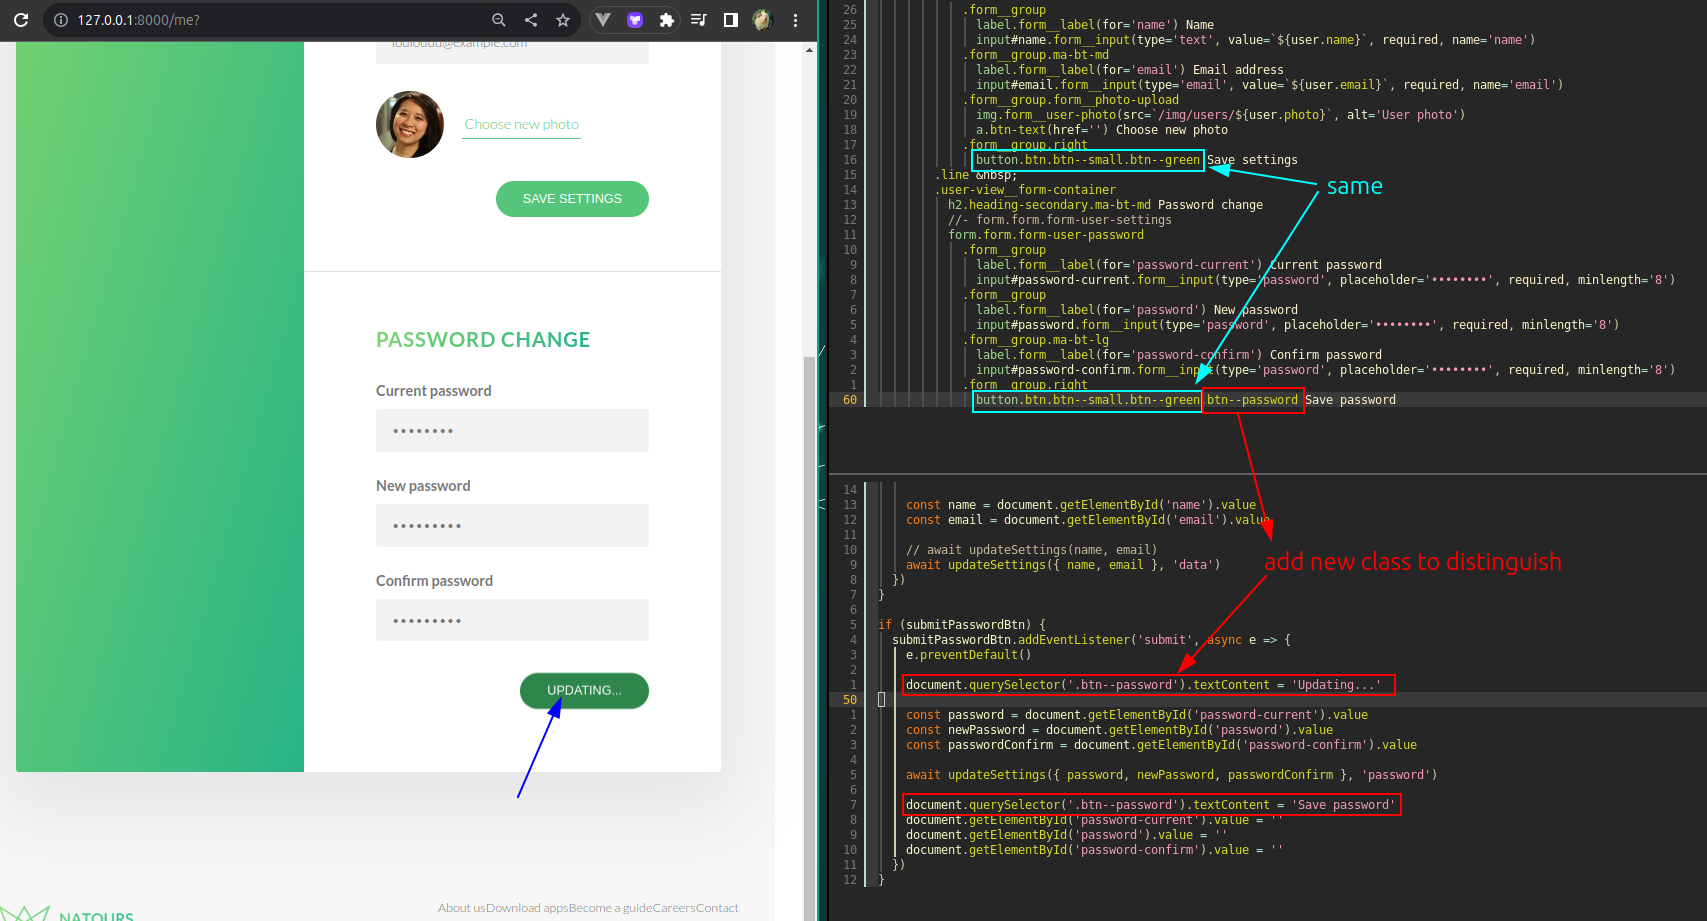 127.0.0.1:8000/me?
lodloddd@example.com
Choose new photo
SAVE SETTINGS
PASSWORD CHANGE
Current password
••••••••
New password
•••••••••
Confirm password
•••••••••
UPDATING...
NATOURS
About usDownload appsBecome a guideCareersContact
26 .form__group
25 label.form__label(for='name') Name
24 input#name.form__input(type='text', value=`${user.name}`, required, name='name')
23 .form__group.ma-bt-md
22 label.form__label(for='email') Email address
21 input#email.form__input(type='email', value=`${user.email}`, required, name='email')
20 .form__group.form__photo-upload
19 img.form__user-photo(src=`/img/users/${user.photo}`, alt='User photo')
18 a.btn-text(href='') Choose new photo
17 .form__group.right
16 button.btn.btn--small.btn--green Save settings
15 .line &nbsp;
14 .user-view__form-container
13 h2.heading-secondary.ma-bt-md Password change
12 //- form.form.form-user-settings
11 form.form.form-user-password
10 .form__group
9 label.form__label(for='password-current') Current password
8 input#password-current.form__input(type='password', placeholder='••••••••', required, minlength='8')
7 .form__group
6 label.form__label(for='password') New password
5 input#password.form__input(type='password', placeholder='••••••••', required, minlength='8')
4 .form__group.ma-bt-lg
3 label.form__label(for='password-confirm') Confirm password
2 input#password-confirm.form__input(type='password', placeholder='••••••••', required, minlength='8')
1 .form__group.right
60 button.btn.btn--small.btn--green.btn--password Save password
same
14
13 const name = document.getElementById('name').value
12 const email = document.getElementById('email').value
11
10 // await updateSettings(name, email)
9 await updateSettings({ name, email }, 'data')
8 })
7 }
6
5 if (submitPasswordBtn) {
4 submitPasswordBtn.addEventListener('submit', async e => {
3 e.preventDefault()
2
1 document.querySelector('.btn--password').textContent = 'Updating...'
50
1 const password = document.getElementById('password-current').value
2 const newPassword = document.getElementById('password').value
3 const passwordConfirm = document.getElementById('password-confirm').value
4
5 await updateSettings({ password, newPassword, passwordConfirm }, 'password')
6
7 document.querySelector('.btn--password').textContent = 'Save password'
8 document.getElementById('password-current').value = ''
9 document.getElementById('password').value = ''
10 document.getElementById('password-confirm').value = ''
11 })
12 }
add new class to distinguish